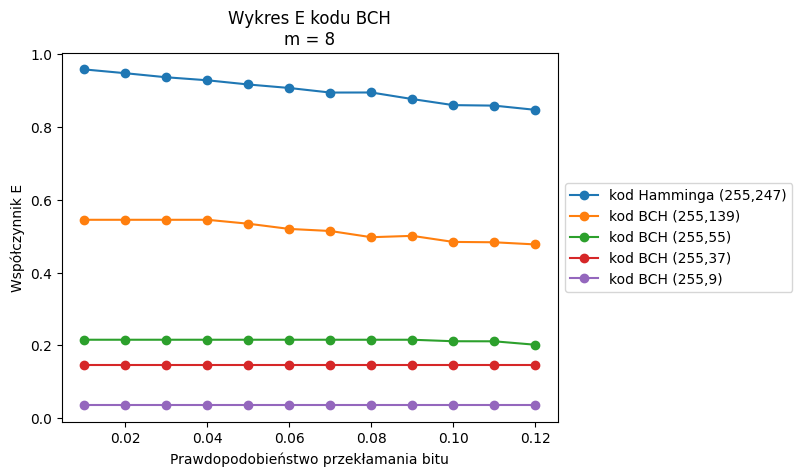 Wykres E kodu BCH
m = 8
Współczynnik E
1.0
0.8
0.6
0.4
0.2
0.0
0.02
0.04
0.06
0.08
0.10
0.12
Prawdopodobieństwo przekłamania bitu
kod Hamminga (255,247)
kod BCH (255,139)
kod BCH (255,55)
kod BCH (255,37)
kod BCH (255,9)